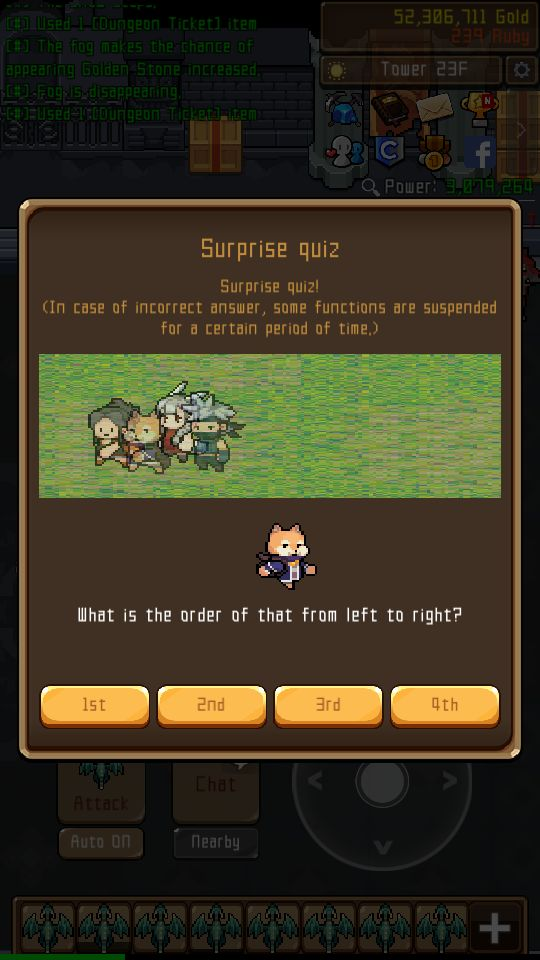 [#] Used 1 [Dungeon Ticket] item
[#] The fog makes the chance of
appearing Golden Stone increased.
[#] Fog is disappearing.
[#] Used 1 [Dungeon Ticket] item
52,306,711 Gold
239 Ruby
Tower 23F
N
C
f
Power: 3,079,264
Surprise quiz
Surprise quiz!
(In case of incorrect answer, some functions are suspended
for a certain period of time.)
What is the order of that from left to right?
1st
2nd
3rd
4th
Attack
Chat
Auto ON
Nearby